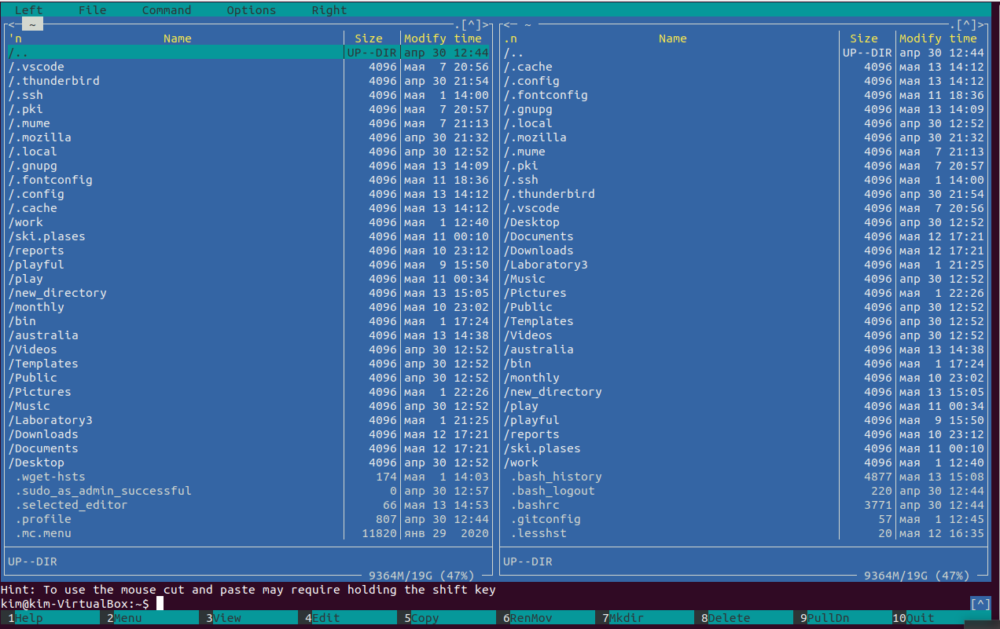 Left File Command Options Right
<─ ~ .[^]> <─ ~ .[^]>
'n Name Size Modify time .n Name Size Modify time
/.. UP--DIR апр 30 12:44 /.. UP--DIR апр 30 12:44
/.vscode 4096 мая 7 20:56 /.cache 4096 мая 13 14:12
/.thunderbird 4096 апр 30 21:54 /.config 4096 мая 13 14:12
/.ssh 4096 мая 1 14:00 /.fontconfig 4096 мая 11 18:36
/.pki 4096 мая 7 20:57 /.gnupg 4096 мая 13 14:09
/.mume 4096 мая 7 21:13 /.local 4096 апр 30 12:52
/.mozilla 4096 апр 30 21:32 /.mozilla 4096 апр 30 21:32
/.local 4096 апр 30 12:52 /.mume 4096 мая 7 21:13
/.gnupg 4096 мая 13 14:09 /.pki 4096 мая 7 20:57
/.fontconfig 4096 мая 11 18:36 /.ssh 4096 мая 1 14:00
/.config 4096 мая 13 14:12 /.thunderbird 4096 апр 30 21:54
/.cache 4096 мая 13 14:12 /.vscode 4096 мая 7 20:56
/work 4096 мая 1 12:40 /Desktop 4096 апр 30 12:52
/ski.plases 4096 мая 11 00:10 /Documents 4096 мая 12 17:21
/reports 4096 мая 10 23:12 /Downloads 4096 мая 12 17:21
/playful 4096 мая 9 15:50 /Laboratory3 4096 мая 1 21:25
/play 4096 мая 11 00:34 /Music 4096 апр 30 12:52
/new_directory 4096 мая 13 15:05 /Pictures 4096 мая 1 22:26
/monthly 4096 мая 10 23:02 /Public 4096 апр 30 12:52
/bin 4096 мая 1 17:24 /Templates 4096 апр 30 12:52
/australia 4096 мая 13 14:38 /Videos 4096 апр 30 12:52
/Videos 4096 апр 30 12:52 /australia 4096 мая 13 14:38
/Templates 4096 апр 30 12:52 /bin 4096 мая 1 17:24
/Public 4096 апр 30 12:52 /monthly 4096 мая 10 23:02
/Pictures 4096 мая 1 22:26 /new_directory 4096 мая 13 15:05
/Music 4096 апр 30 12:52 /play 4096 мая 11 00:34
/Laboratory3 4096 мая 1 21:25 /playful 4096 мая 9 15:50
/Downloads 4096 мая 12 17:21 /reports 4096 мая 10 23:12
/Documents 4096 мая 12 17:21 /ski.plases 4096 мая 11 00:10
/Desktop 4096 апр 30 12:52 /work 4096 мая 1 12:40
.wget-hsts 174 мая 1 14:03 .bash_history 4877 мая 13 15:08
.sudo_as_admin_successful 0 апр 30 12:57 .bash_logout 220 апр 30 12:44
.selected_editor 66 мая 13 14:53 .bashrc 3771 апр 30 12:44
.profile 807 апр 30 12:44 .gitconfig 57 мая 1 12:45
.mc.menu 11820 янв 29 2020 .lesshst 20 мая 12 16:35
UP--DIR UP--DIR
9364M/19G (47%) 9364M/19G (47%)
Hint: To use the mouse cut and paste may require holding the shift key
kim@kim-VirtualBox:~$ [^]
1Help 2Menu 3View 4Edit 5Copy 6RenMov 7Mkdir 8Delete 9PullDn 10Quit